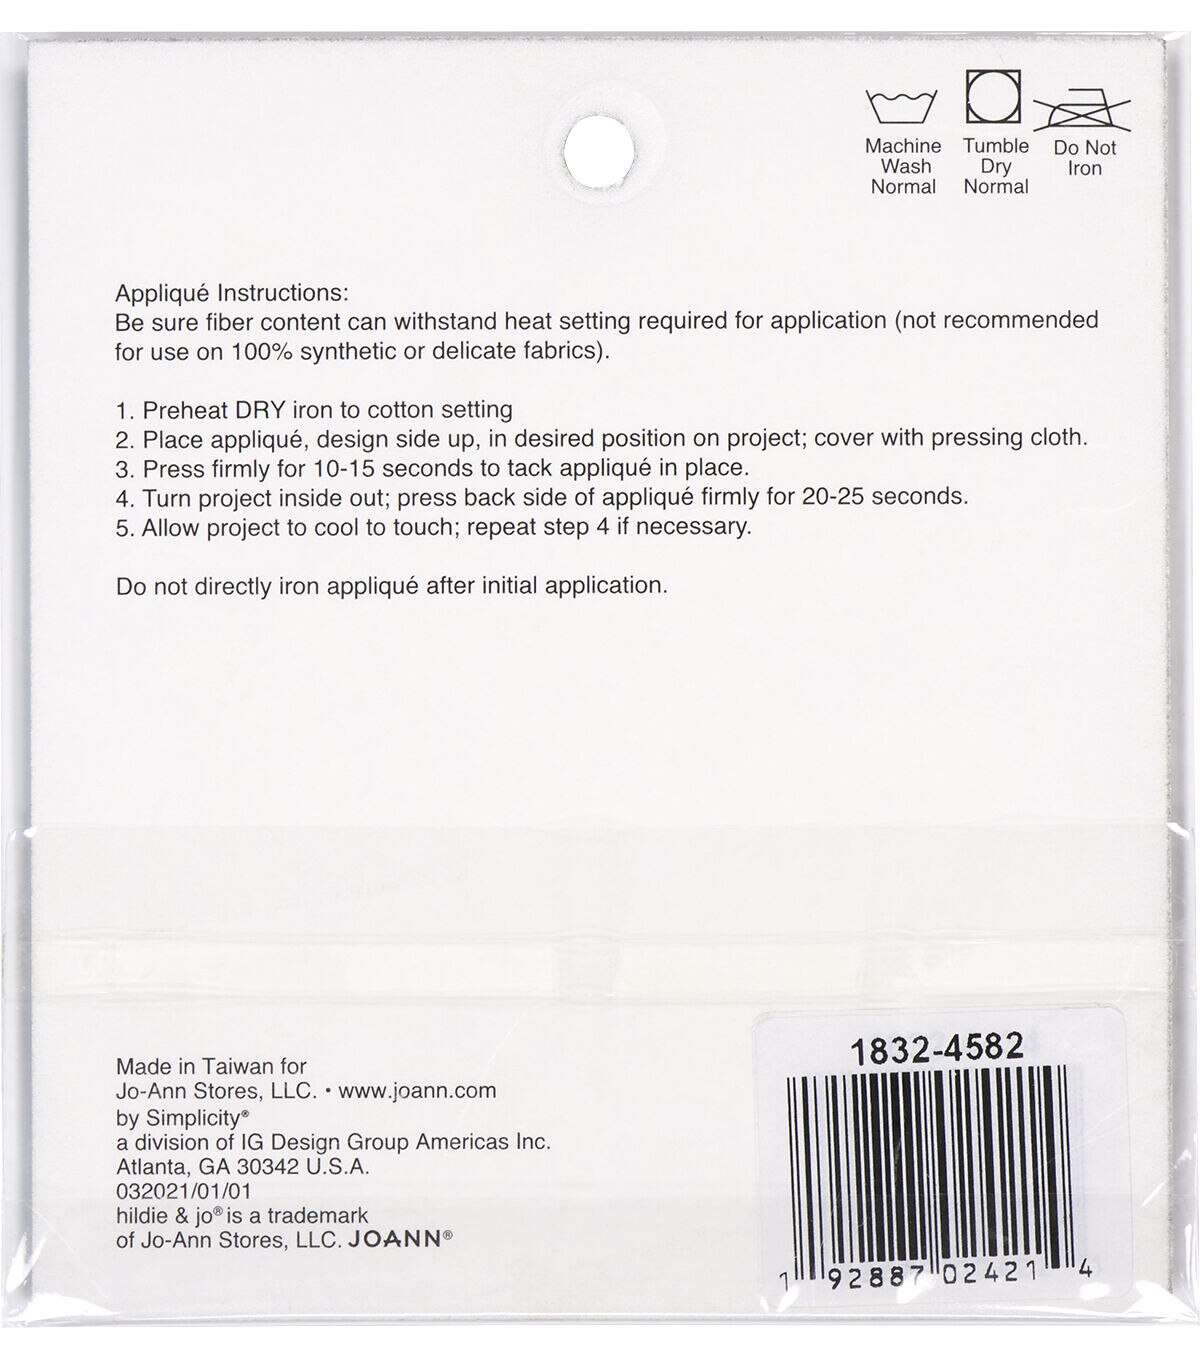 Machine Wash Normal
Tumble Dry Normal
Do Not Iron
Appliqué Instructions:
Be sure fiber content can withstand heat setting required for application (not recommended
for use on 100% synthetic or delicate fabrics).
1. Preheat DRY iron to cotton setting
2. Place appliqué, design side up, in desired position on project; cover with pressing cloth.
3. Press firmly for 10-15 seconds to tack appliqué in place.
4. Turn project inside out; press back side of appliqué firmly for 20-25 seconds.
5. Allow project to cool to touch; repeat step 4 if necessary.
Do not directly iron appliqué after initial application.
Made in Taiwan for
Jo-Ann Stores, LLC. • www.joann.com
by Simplicity®
a division of IG Design Group Americas Inc.
Atlanta, GA 30342 U.S.A.
032021/01/01
hildie & jo® is a trademark
of Jo-Ann Stores, LLC. JOANN®
1832-4582
1 92887 02421 4